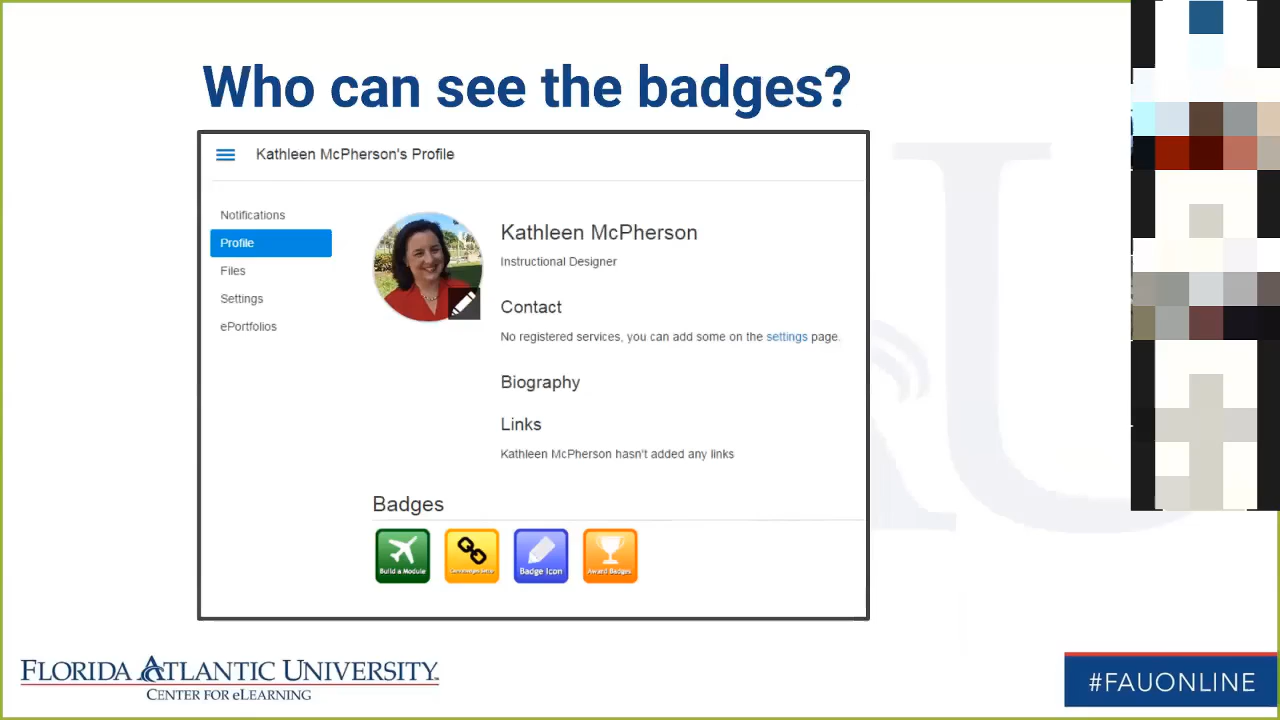 Who can see the badges?
Kathleen McPherson's Profile
Notifications
Profile
Files
Settings
ePortfolios
Kathleen McPherson
Instructional Designer
Contact
No registered services, you can add some on the settings page.
Biography
Links
Kathleen McPherson hasn't added any links
Badges
Build a Module
Badge Icon
Award Badges
FLORIDA ATLANTIC UNIVERSITY
CENTER FOR eLEARNING
#FAUONLINE